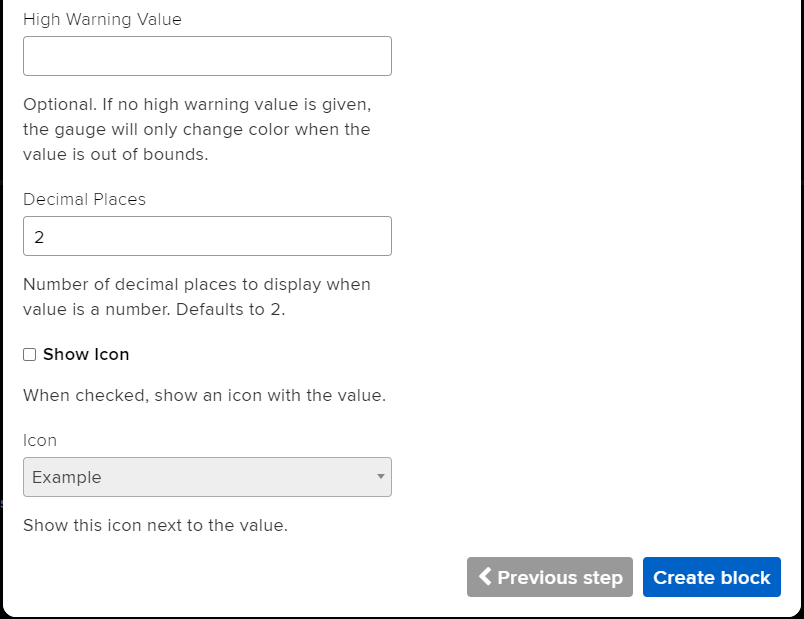 High Warning Value
Optional. If no high warning value is given,
the gauge will only change color when the
value is out of bounds.
Decimal Places
2
Number of decimal places to display when
value is a number. Defaults to 2.
Show Icon
When checked, show an icon with the value.
Icon
Example
Show this icon next to the value.
Previous step Create block